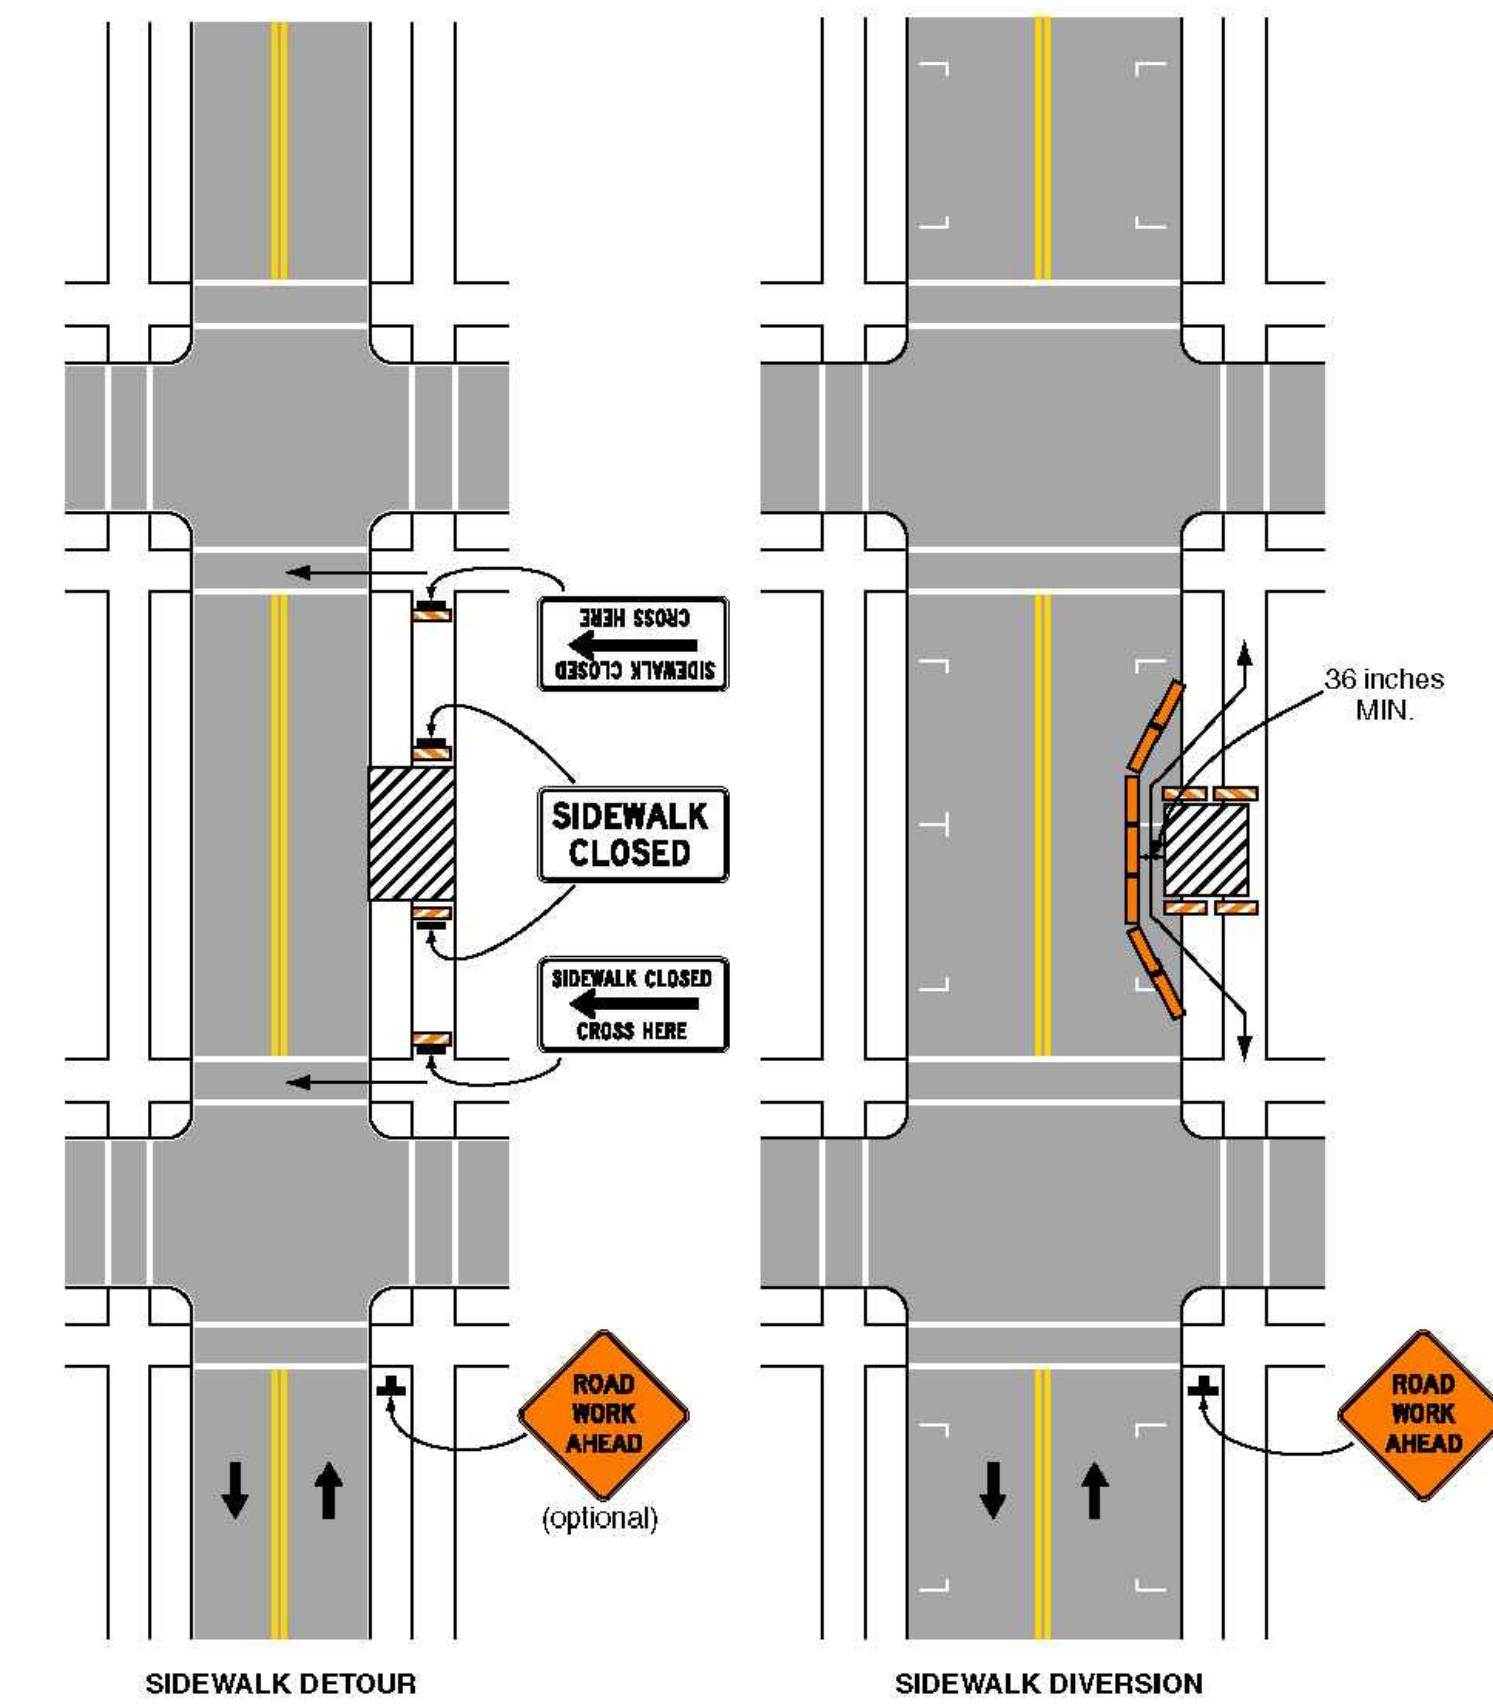 CROSS HERE
SIDEWALK CLOSED
36 inches
MIN.
SIDEWALK
CLOSED
SIDEWALK CLOSED
CROSS HERE
ROAD
WORK
AHEAD
(optional)
ROAD
WORK
AHEAD
SIDEWALK DETOUR
SIDEWALK DIVERSION